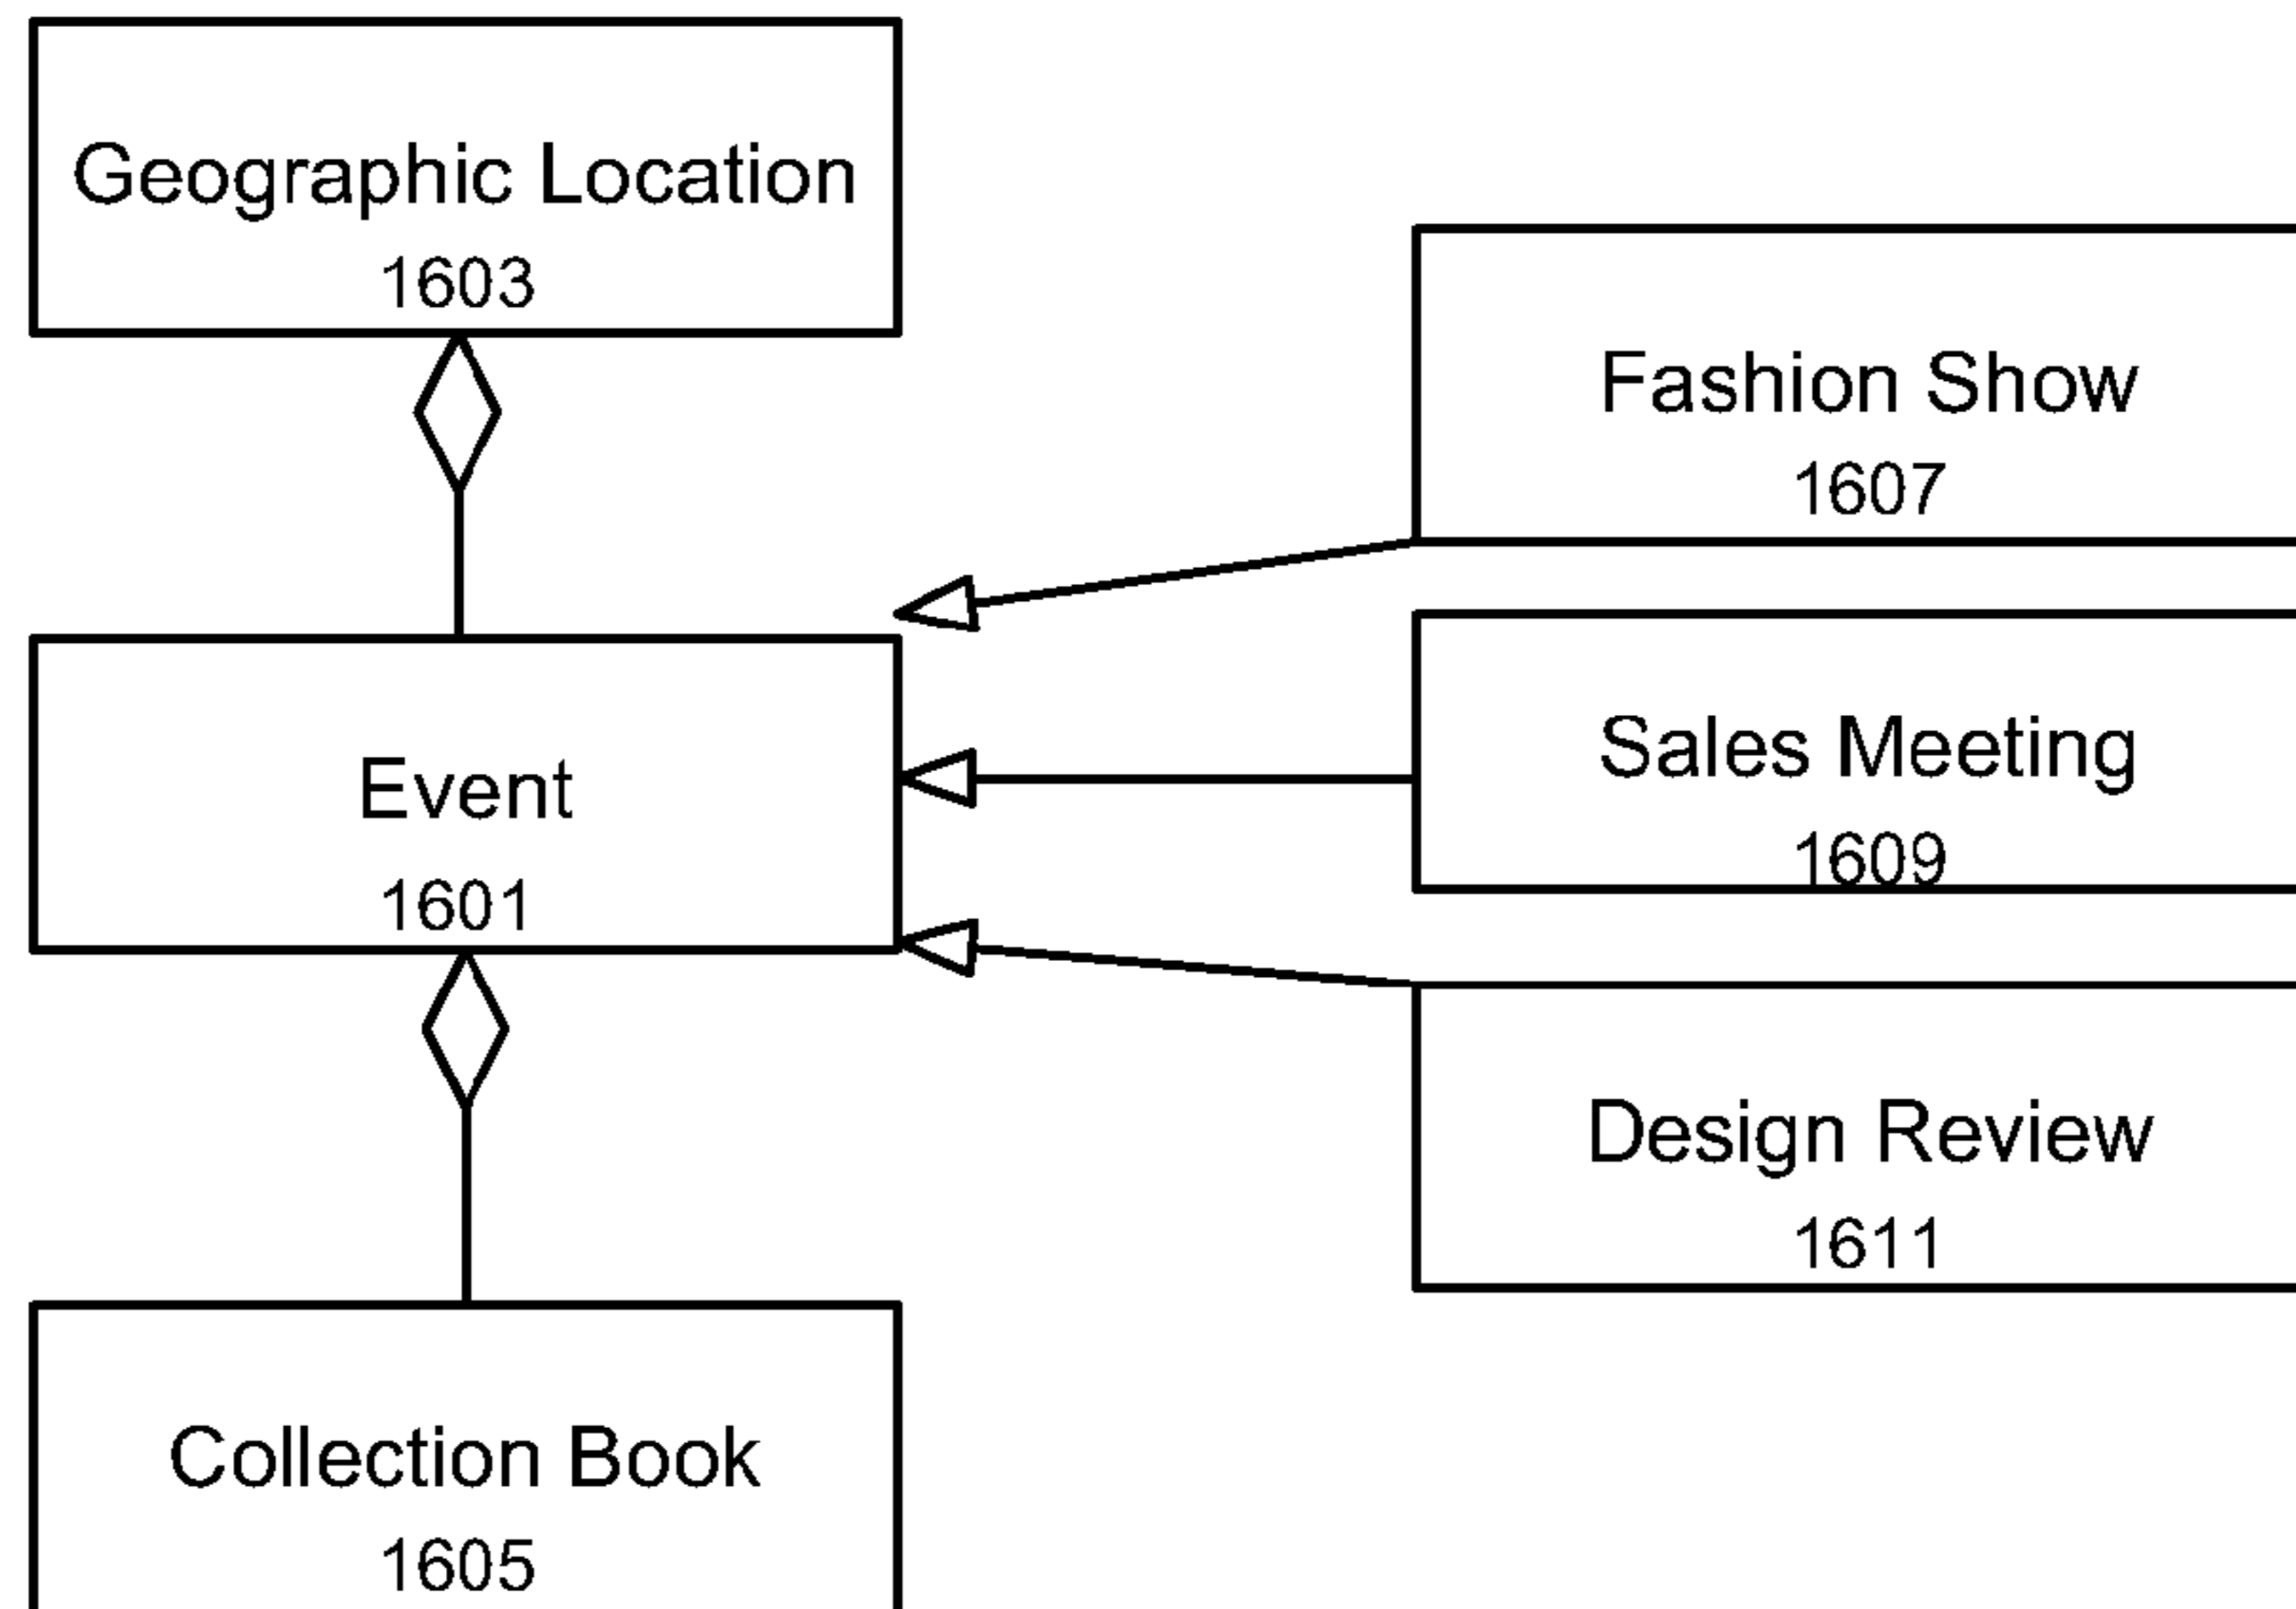 Geographic Location
1603
Fashion Show
1607
Event
1601
Sales Meeting
1609
Design Review
1611
Collection Book
1605